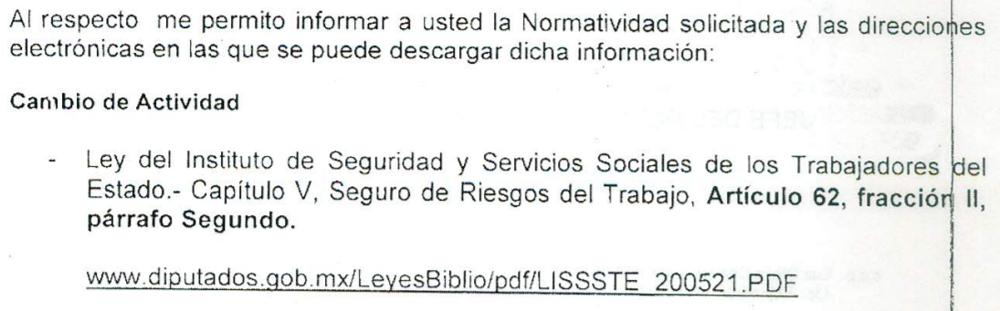 Al respecto me permito informar a usted la Normatividad solicitada y las direcciones
electrónicas en las que se puede descargar dicha información:
Cambio de Actividad
- Ley del Instituto de Seguridad y Servicios Sociales de los Trabajadores del
Estado.- Capítulo V, Seguro de Riesgos del Trabajo, Artículo 62, fracción II,
párrafo Segundo.
www.diputados.gob.mx/LeyesBiblio/pdf/LISSSTE_200521.PDF